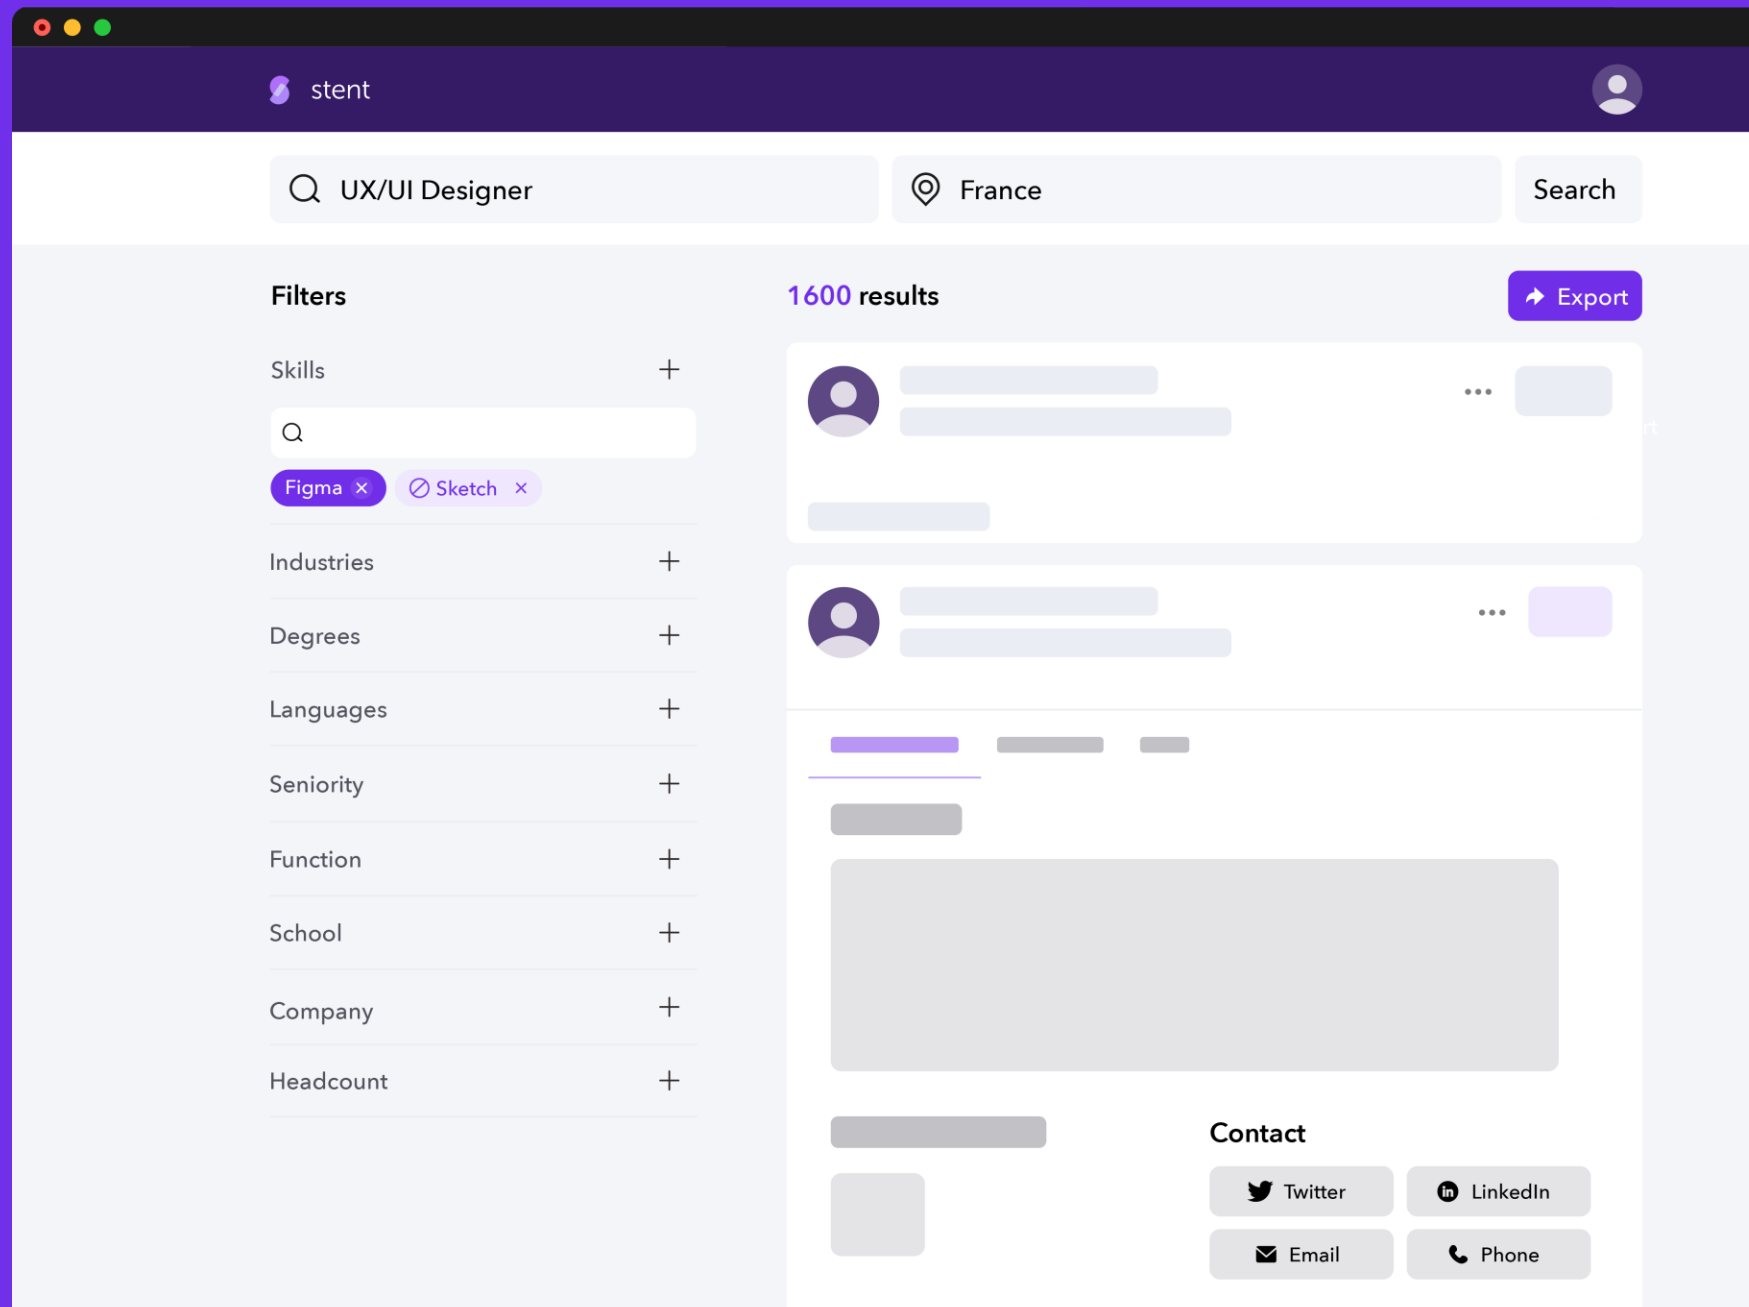 stent
UX/UI Designer
France
Search
Filters
1600 results
Export
Skills
Figma
Sketch
Industries
Degrees
Languages
Seniority
Function
School
Company
Headcount
Contact
Twitter
LinkedIn
Email
Phone